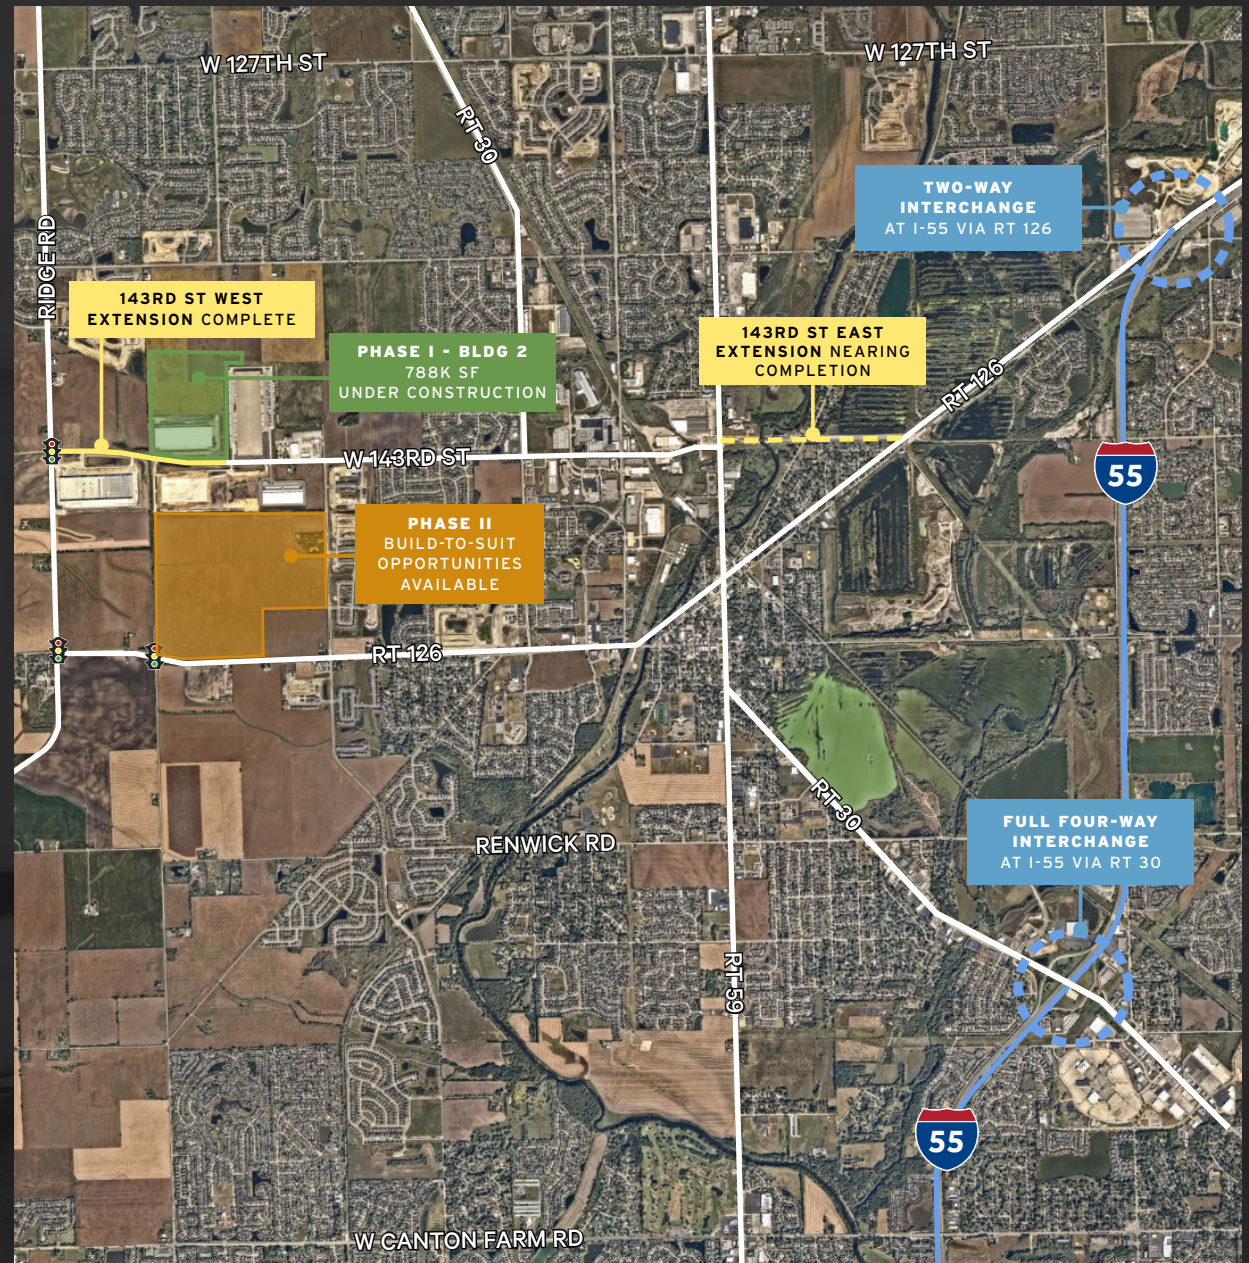 W 127TH ST
W 127TH ST
RT 30
TWO-WAY
INTERCHANGE
AT I-55 VIA RT 126
RIDGE RD
143RD ST WEST
EXTENSION COMPLETE
PHASE I - BLDG 2
788K SF
UNDER CONSTRUCTION
143RD ST EAST
EXTENSION NEARING
COMPLETION
RT 126
W 143RD ST
55
PHASE II
BUILD-TO-SUIT
OPPORTUNITIES
AVAILABLE
RT 126
RT 30
RENWICK RD
FULL FOUR-WAY
INTERCHANGE
AT I-55 VIA RT 30
RT 59
55
W CANTON FARM RD